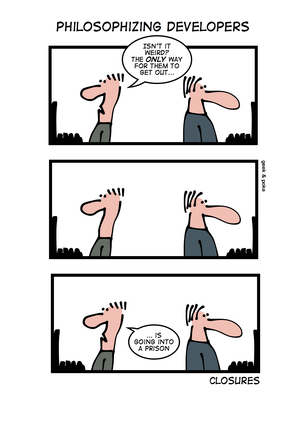 PHILOSOPHIZING DEVELOPERS
ISN'T IT
WEIRD?
THE ONLY WAY
FOR THEM TO
GET OUT...
geek & poke
... IS
GOING INTO
A PRISON
CLOSURES